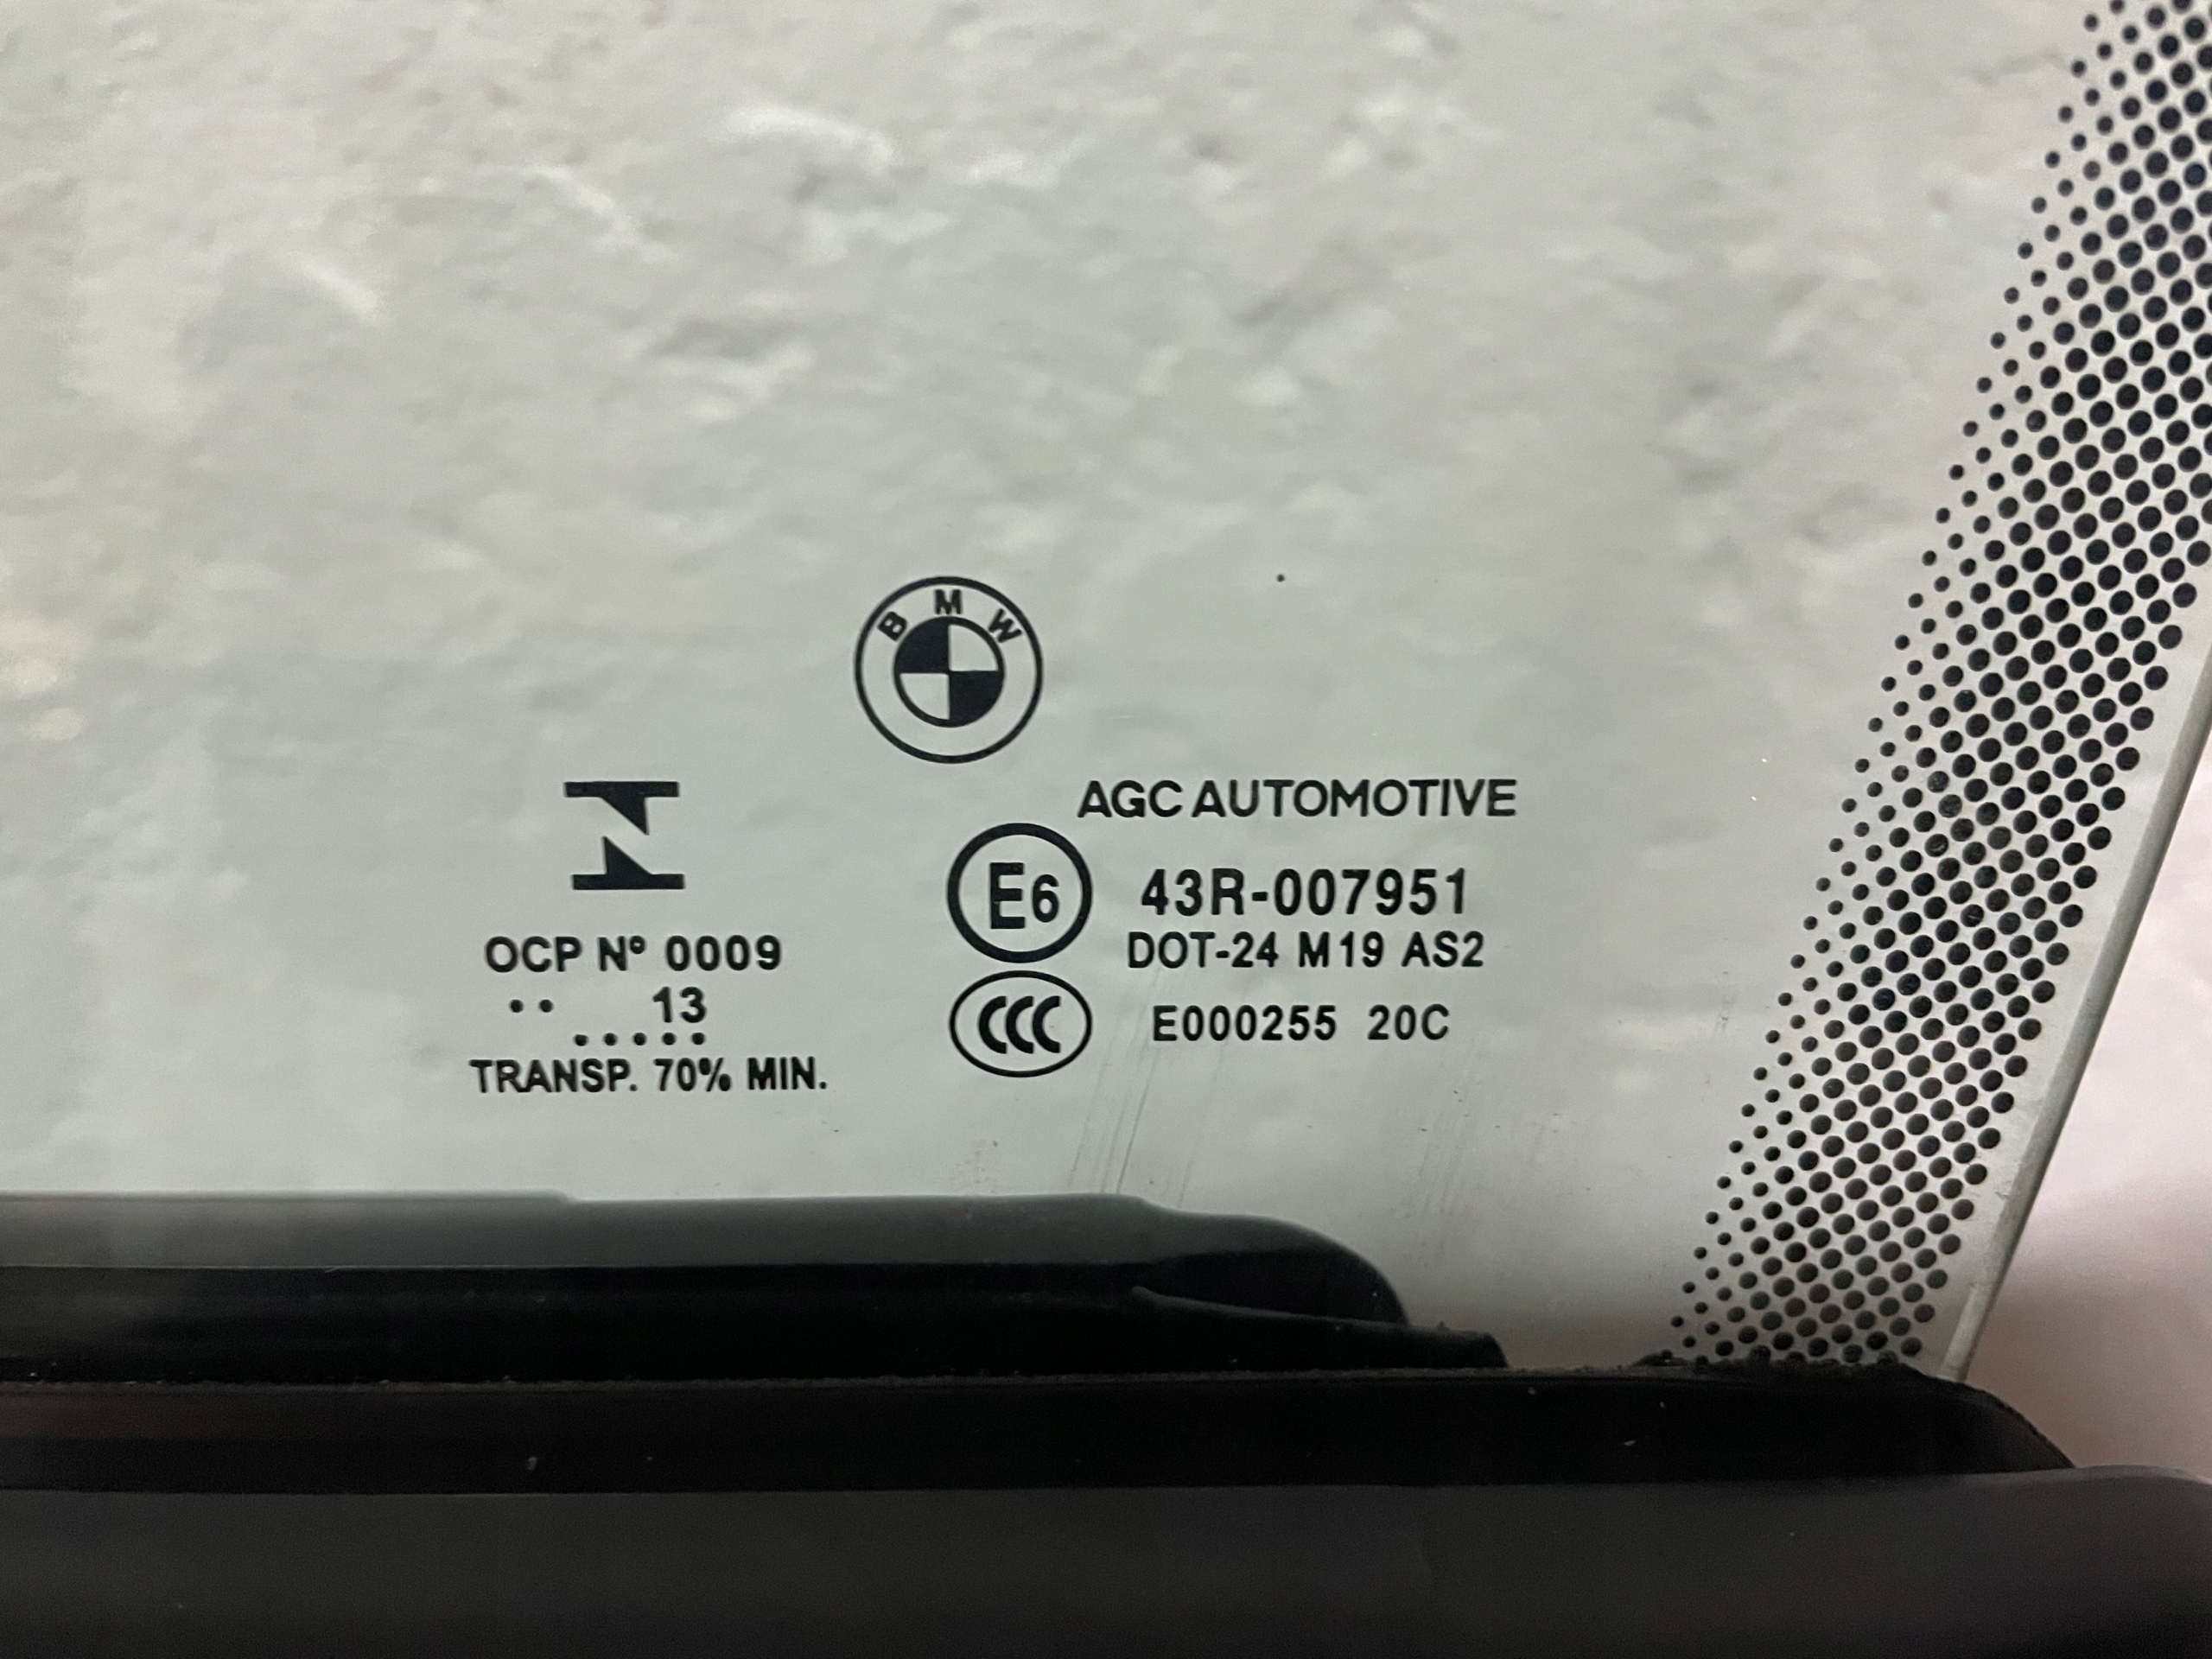 BMW
OCP Nº 0009
.. 13
.....
TRANSP. 70% MIN.
AGC AUTOMOTIVE
E6 43R-007951
DOT-24 M19 AS2
CCC E000255 20C